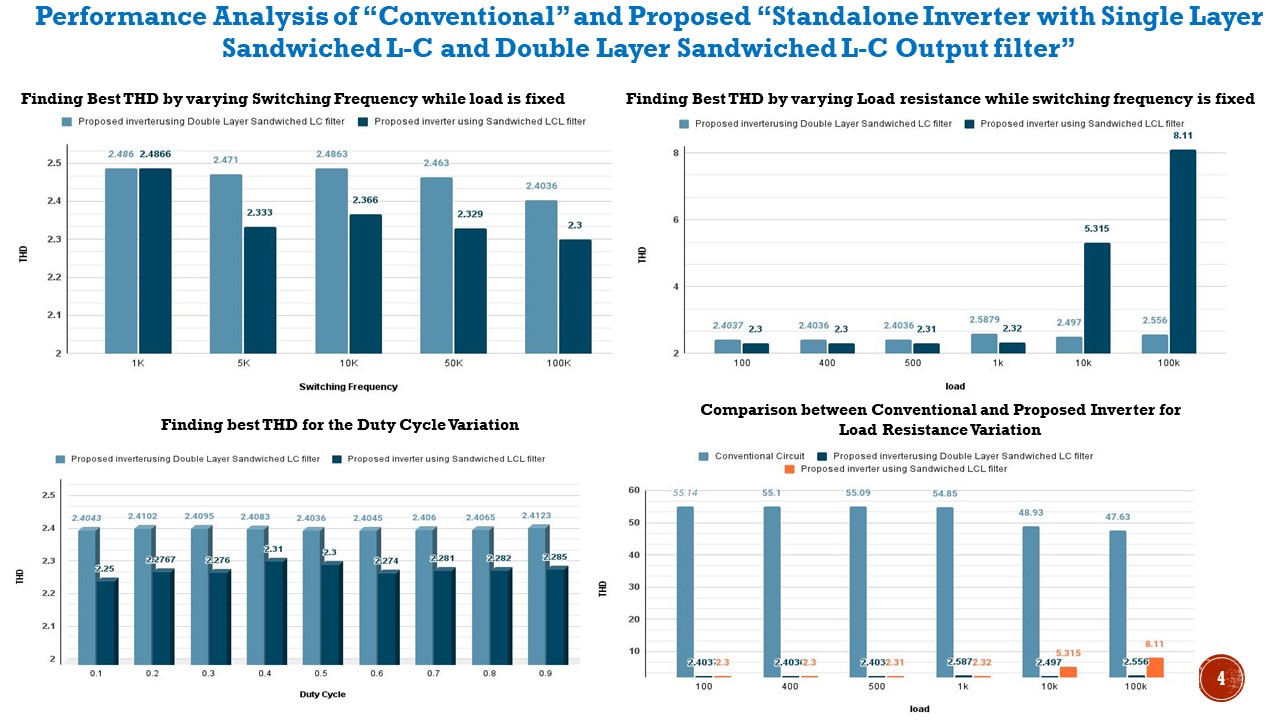 Performance Analysis of “Conventional” and Proposed “Standalone Inverter with Single Layer
Sandwiched L-C and Double Layer Sandwiched L-C Output filter”
Finding Best THD by varying Switching Frequency while load is fixed
Proposed inverterusing Double Layer Sandwiched LC filter Proposed inverter using Sandwiched LCL filter
2.486 2.4866 2.471 2.333 2.4863 2.366 2.463 2.329 2.4036 2.3
2.5
2.4
2.3
2.2
2.1
2
THD
1K 5K 10K 50K 100K
Switching Frequency
Finding Best THD by varying Load resistance while switching frequency is fixed
Proposed inverterusing Double Layer Sandwiched LC filter Proposed inverter using Sandwiched LCL filter
8
6
4
2
THD
2.4037 2.3 2.4036 2.3 2.4036 2.31 2.5879 2.32 2.497 5.315 2.556 8.11
100 400 500 1k 10k 100k
load
Finding best THD for the Duty Cycle Variation
Proposed inverterusing Double Layer Sandwiched LC filter Proposed inverter using Sandwiched LCL filter
2.5
2.4
2.3
2.2
2.1
2
THD
2.4043 2.4102 2.4095 2.4083 2.4036 2.4045 2.406 2.4065 2.4123
2.25 2.2767 2.276 2.31 2.3 2.274 2.281 2.282 2.285
0.1 0.2 0.3 0.4 0.5 0.6 0.7 0.8 0.9
Duty Cycle
Comparison between Conventional and Proposed Inverter for
Load Resistance Variation
Conventional Circuit Proposed inverterusing Double Layer Sandwiched LC filter
Proposed inverter using Sandwiched LCL filter
60
50
40
30
20
10
THD
55.14 55.1 55.09 54.85 48.93 47.63
2.403 2.3 2.403 2.3 2.403 2.31 2.587 2.32 2.497 5.315 2.556 8.11
100 400 500 1k 10k 100k
load
4